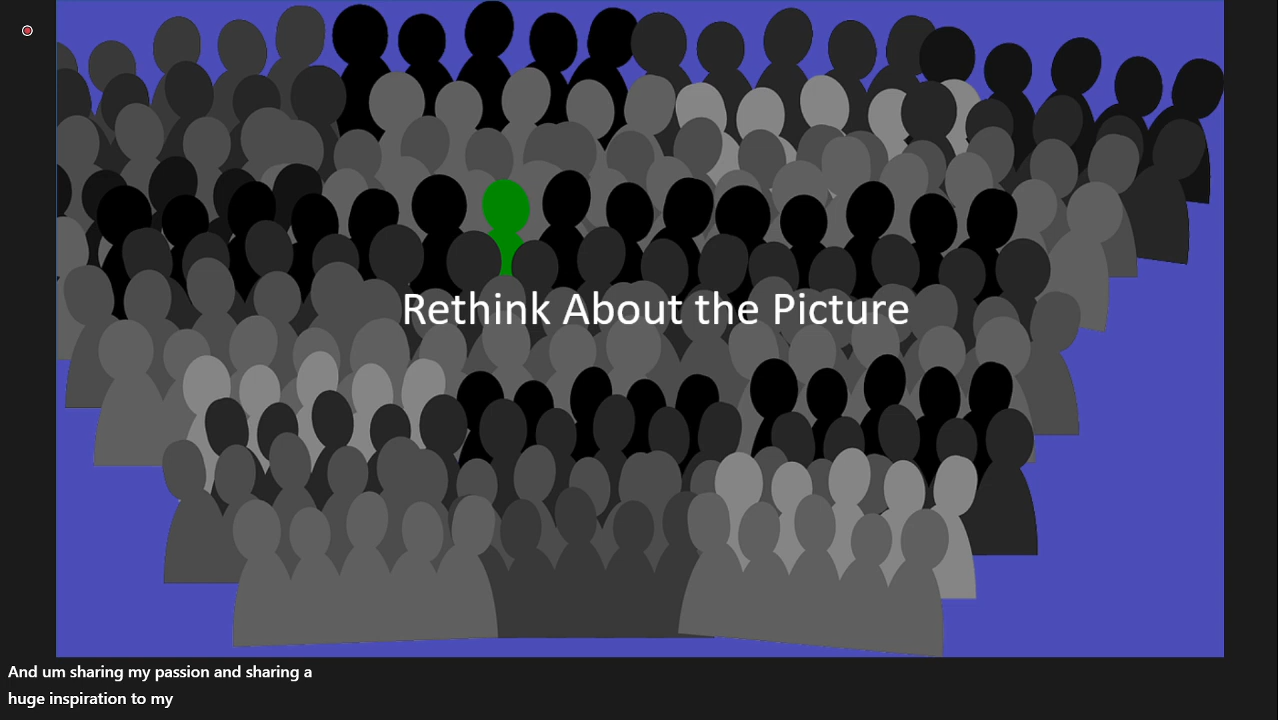 Rethink About the Picture
And um sharing my passion and sharing a
huge inspiration to my